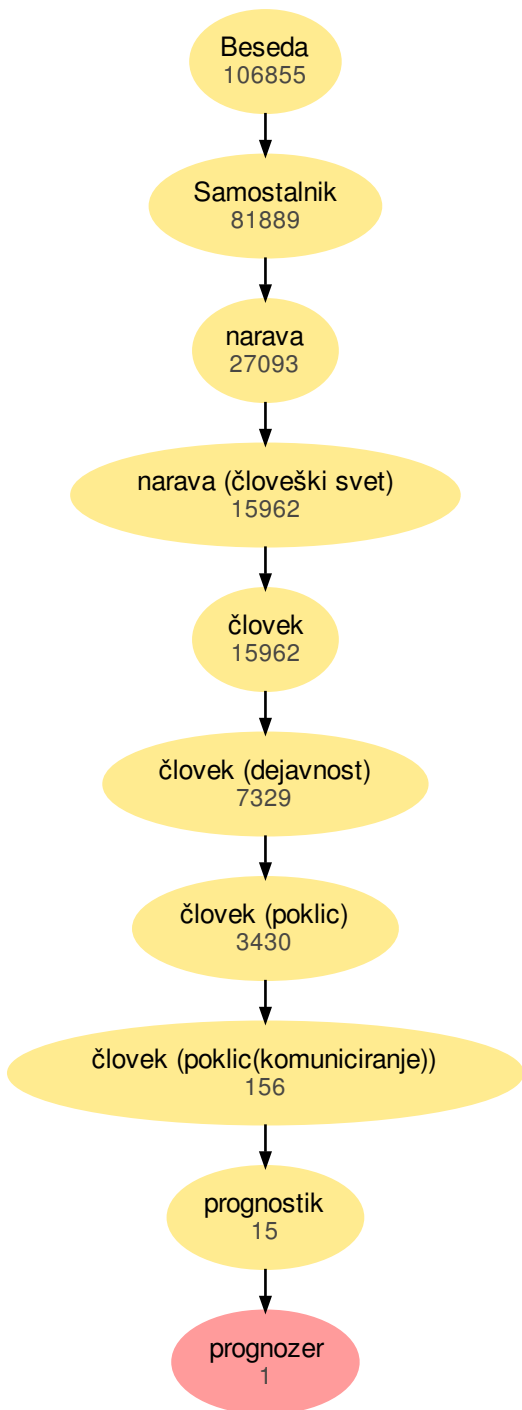 Beseda
106855
Samostalnik
81889
narava
27093
narava (človeški svet)
15962
človek
15962
človek (dejavnost)
7329
človek (poklic)
3430
človek (poklic(komuniciranje))
156
prognostik
15
prognozer
1